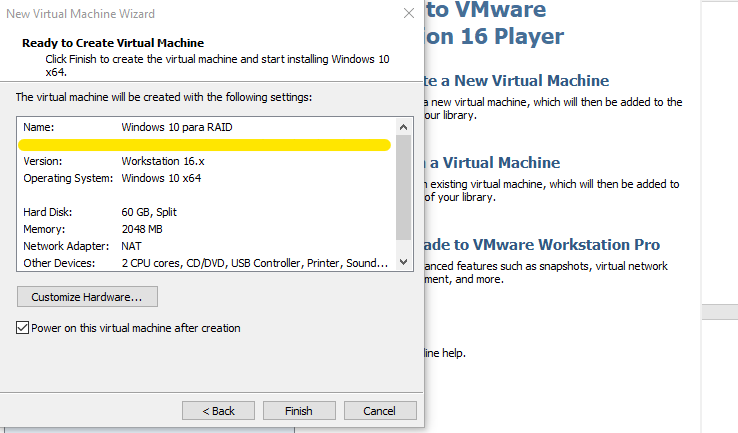 New Virtual Machine Wizard
Ready to Create Virtual Machine
Click Finish to create the virtual machine and start installing Windows 10
x64.
The virtual machine will be created with the following settings:
Name: Windows 10 para RAID
Version: Workstation 16.x
Operating System: Windows 10 x64
Hard Disk: 60 GB, Split
Memory: 2048 MB
Network Adapter: NAT
Other Devices: 2 CPU cores, CD/DVD, USB Controller, Printer, Sound...
Customize Hardware...
Power on this virtual machine after creation
< Back
Finish
Cancel
to VMware
ion 16 Player
te a New Virtual Machine
a new virtual machine, which will then be added to the
your library.
a Virtual Machine
existing virtual machine, which will then be added to
of your library.
ade to VMware Workstation Pro
anced features such as snapshots, virtual network
ment, and more.
line help.